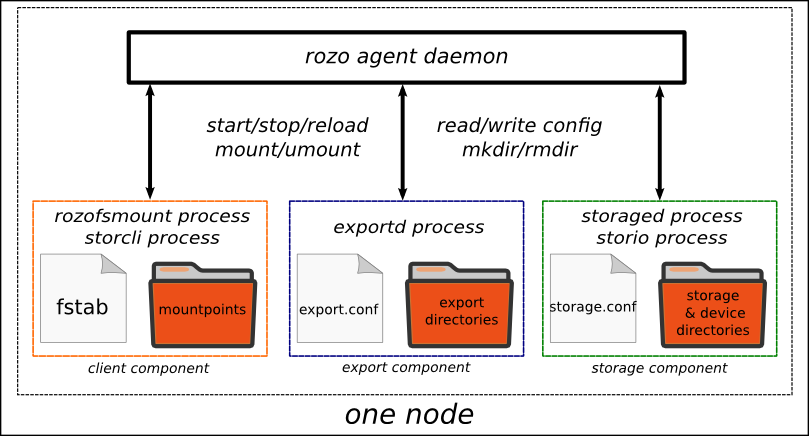 rozo agent daemon
start/stop/reload
mount/umount
read/write config
mkdir/rmdir
rozofsmount process
storcli process
fstab
mountpoints
client component
exportd process
export.conf
export
directories
export component
storaged process
storio process
storage.conf
storage
& device
directories
storage component
one node